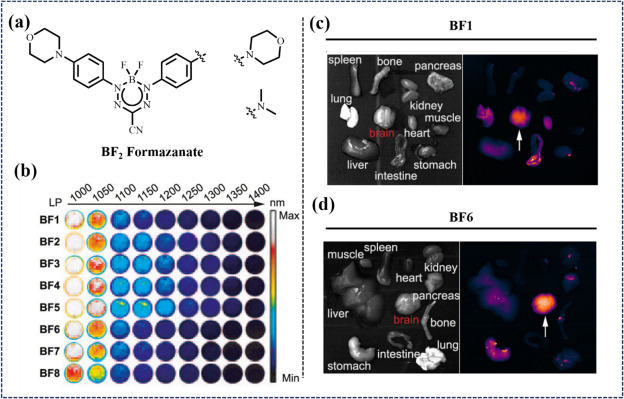 (a)
O
N
F F
B
N N
N N
CN
N O
N
BF2 Formazanate
(b)
LP 1000 1050 1100 1150 1200 1250 1300 1350 1400 nm
BF1
BF2
BF3
BF4
BF5
BF6
BF7
BF8
Max
Min
(c) BF1
spleen bone pancreas
lung kidney
muscle
brain heart
liver stomach
intestine
(d) BF6
spleen kidney
muscle heart
pancreas
liver brain bone
intestine lung
stomach